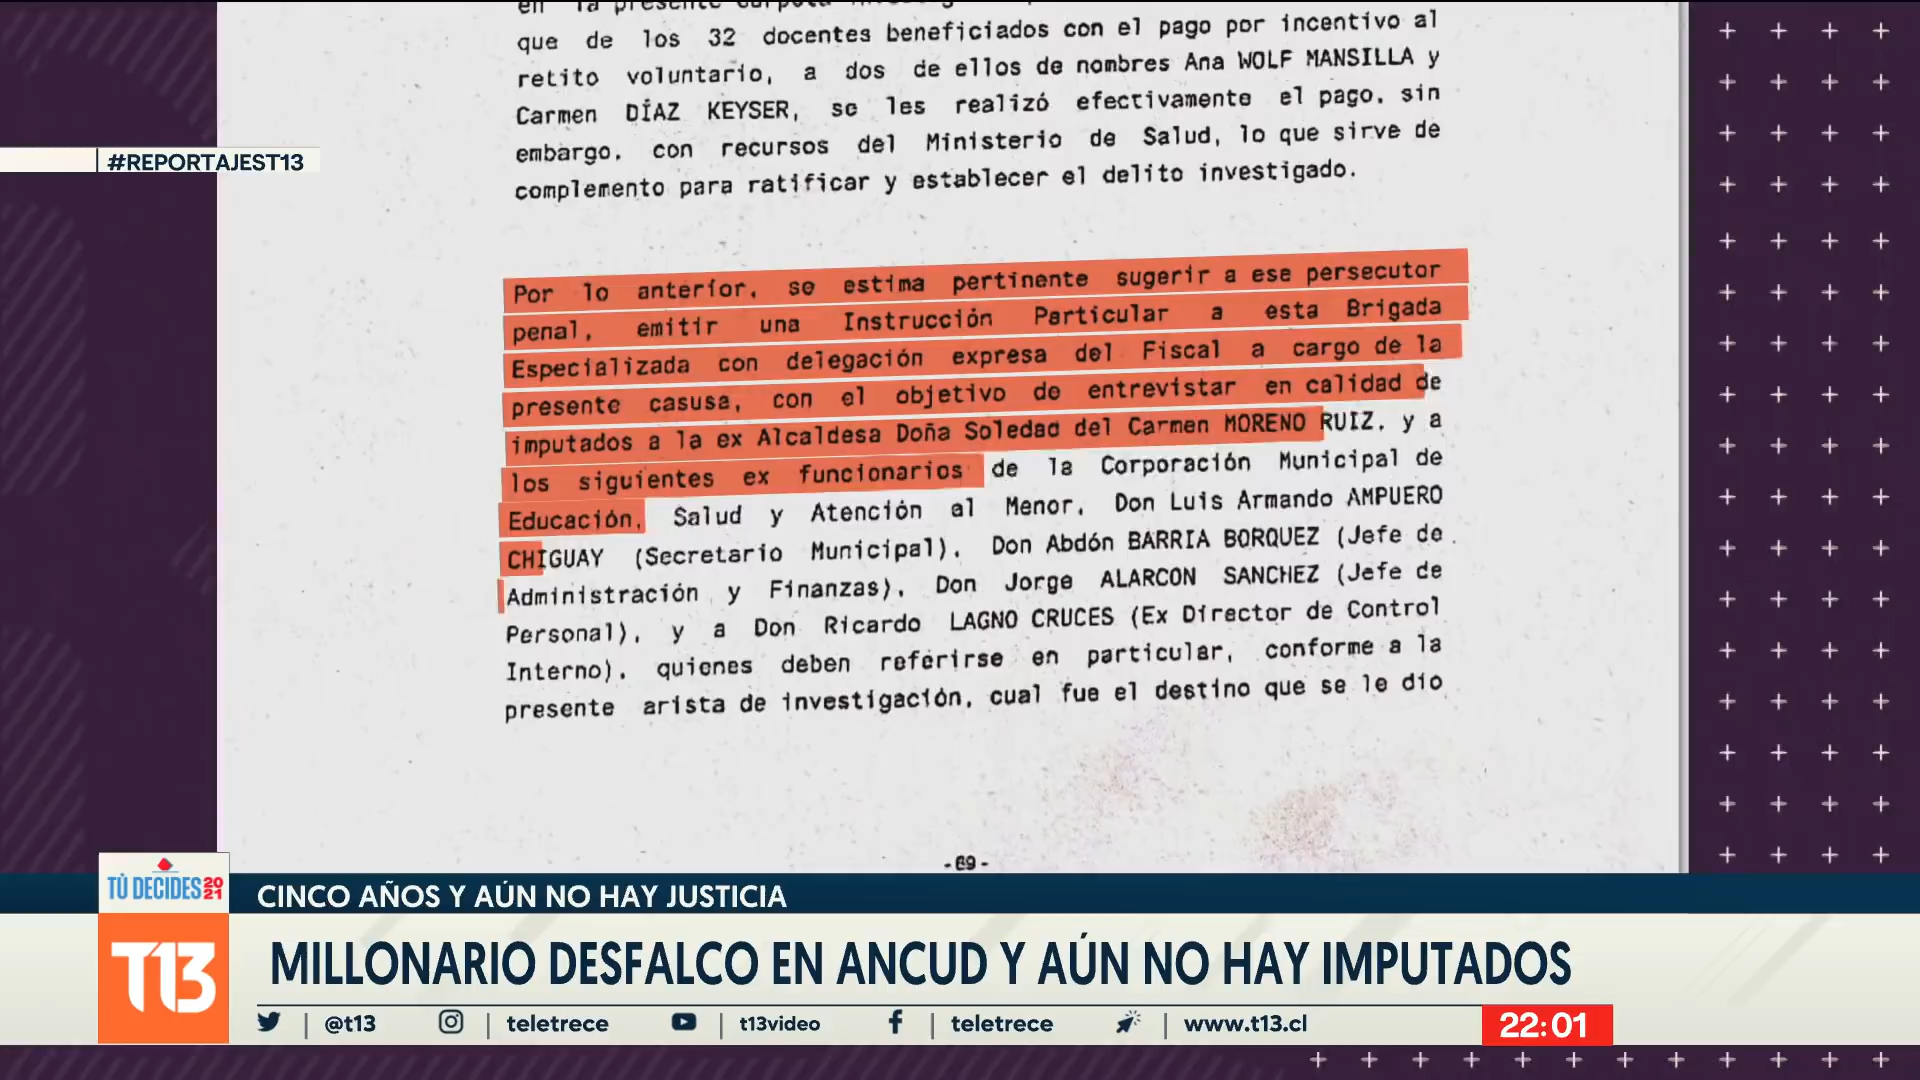 en la presente
que de los 32 docentes beneficiados con el pago por incentivo al
retito voluntario, a dos de ellos de nombres Ana WOLF MANSILLA y
Carmen DÍAZ KEYSER, se les realizó efectivamente el pago, sin
embargo, con recursos del Ministerio de Salud, lo que sirve de
complemento para ratificar y establecer el delito investigado.
#REPORTAJEST13
Por lo anterior, se estima pertinente sugerir a ese persecutor
penal, emitir una Instrucción Particular a esta Brigada
Especializada con delegación expresa del Fiscal a cargo de la
presente casusa, con el objetivo de entrevistar en calidad de
imputados a la ex Alcaldesa Doña Soledad del Carmen MORENO RUIZ, y a
los siguientes ex funcionarios de la Corporación Municipal de
Educación, Salud y Atención al Menor, Don Luis Armando AMPUERO
CHIGUAY (Secretario Municipal), Don Abdón BARRIA BORQUEZ (Jefe de
Administración y Finanzas), Don Jorge ALARCON SANCHEZ (Jefe de
Personal), y a Don Ricardo LAGNO CRUCES (Ex Director de Control
Interno), quienes deben referirse en particular, conforme a la
presente arista de investigación, cual fue el destino que se le dio
-69-
TÚ DECIDES 2021
CINCO AÑOS Y AÚN NO HAY JUSTICIA
T13
MILLONARIO DESFALCO EN ANCUD Y AÚN NO HAY IMPUTADOS
@t13 | teletrece | t13video | teletrece | www.t13.cl
22:01